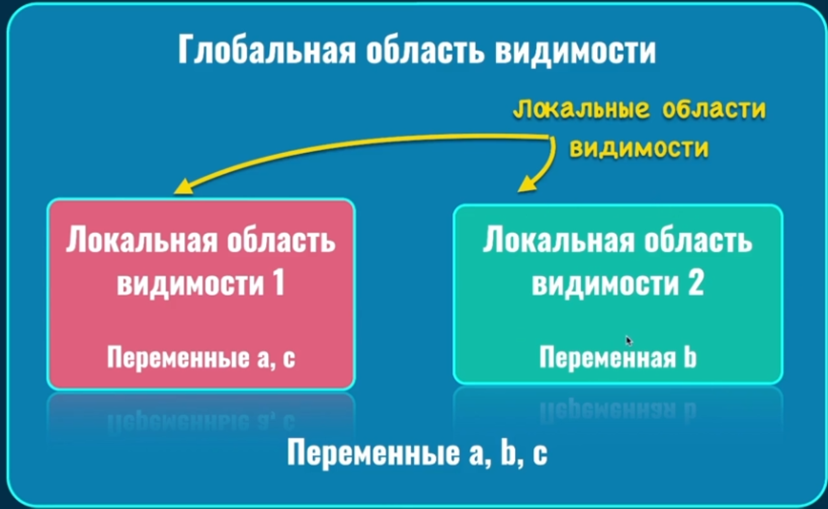 Глобальная область видимости
Локальные области
видимости
Локальная область
видимости 1
Переменные a, c
Локальная область
видимости 2
Переменная b
Переменные a, b, c